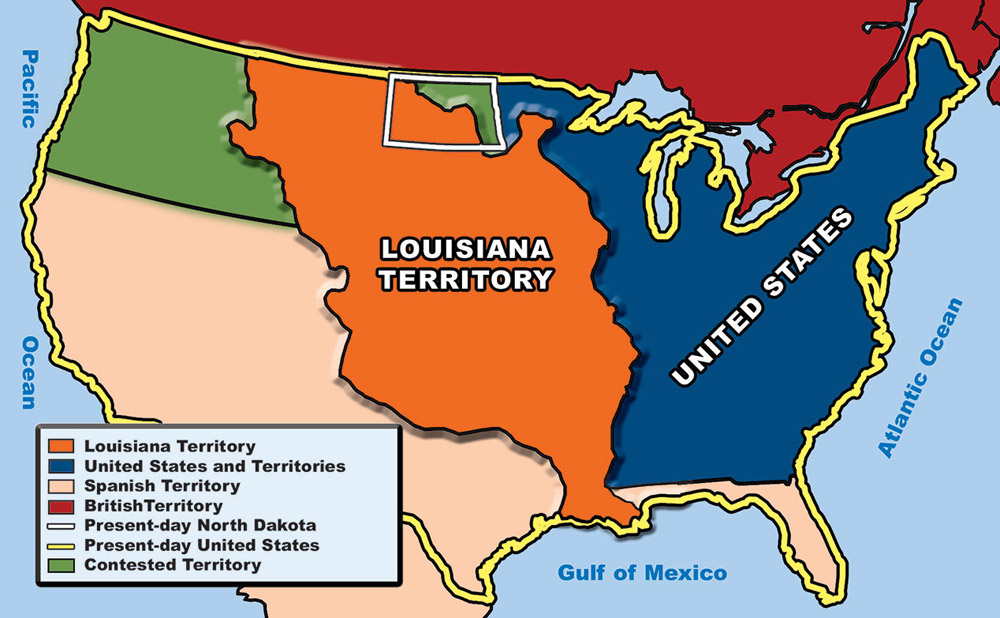 Pacific
Ocean
LOUISIANA
TERRITORY
UNITED STATES
Atlantic Ocean
Gulf of Mexico
Louisiana Territory
United States and Territories
Spanish Territory
BritishTerritory
Present-day North Dakota
Present-day United States
Contested Territory